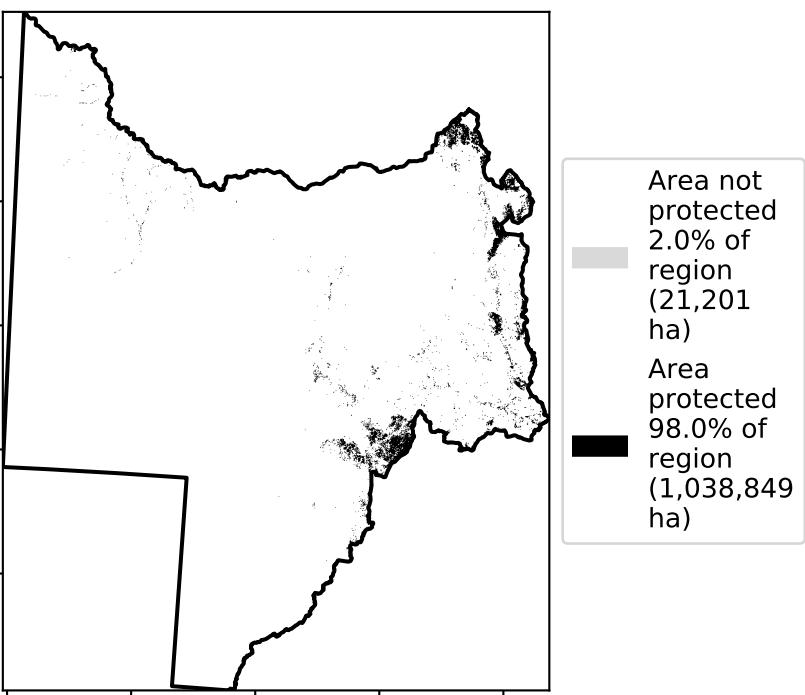 Area not
protected
2.0% of
region
(21,201
ha)
Area
protected
98.0% of
region
(1,038,849
ha)